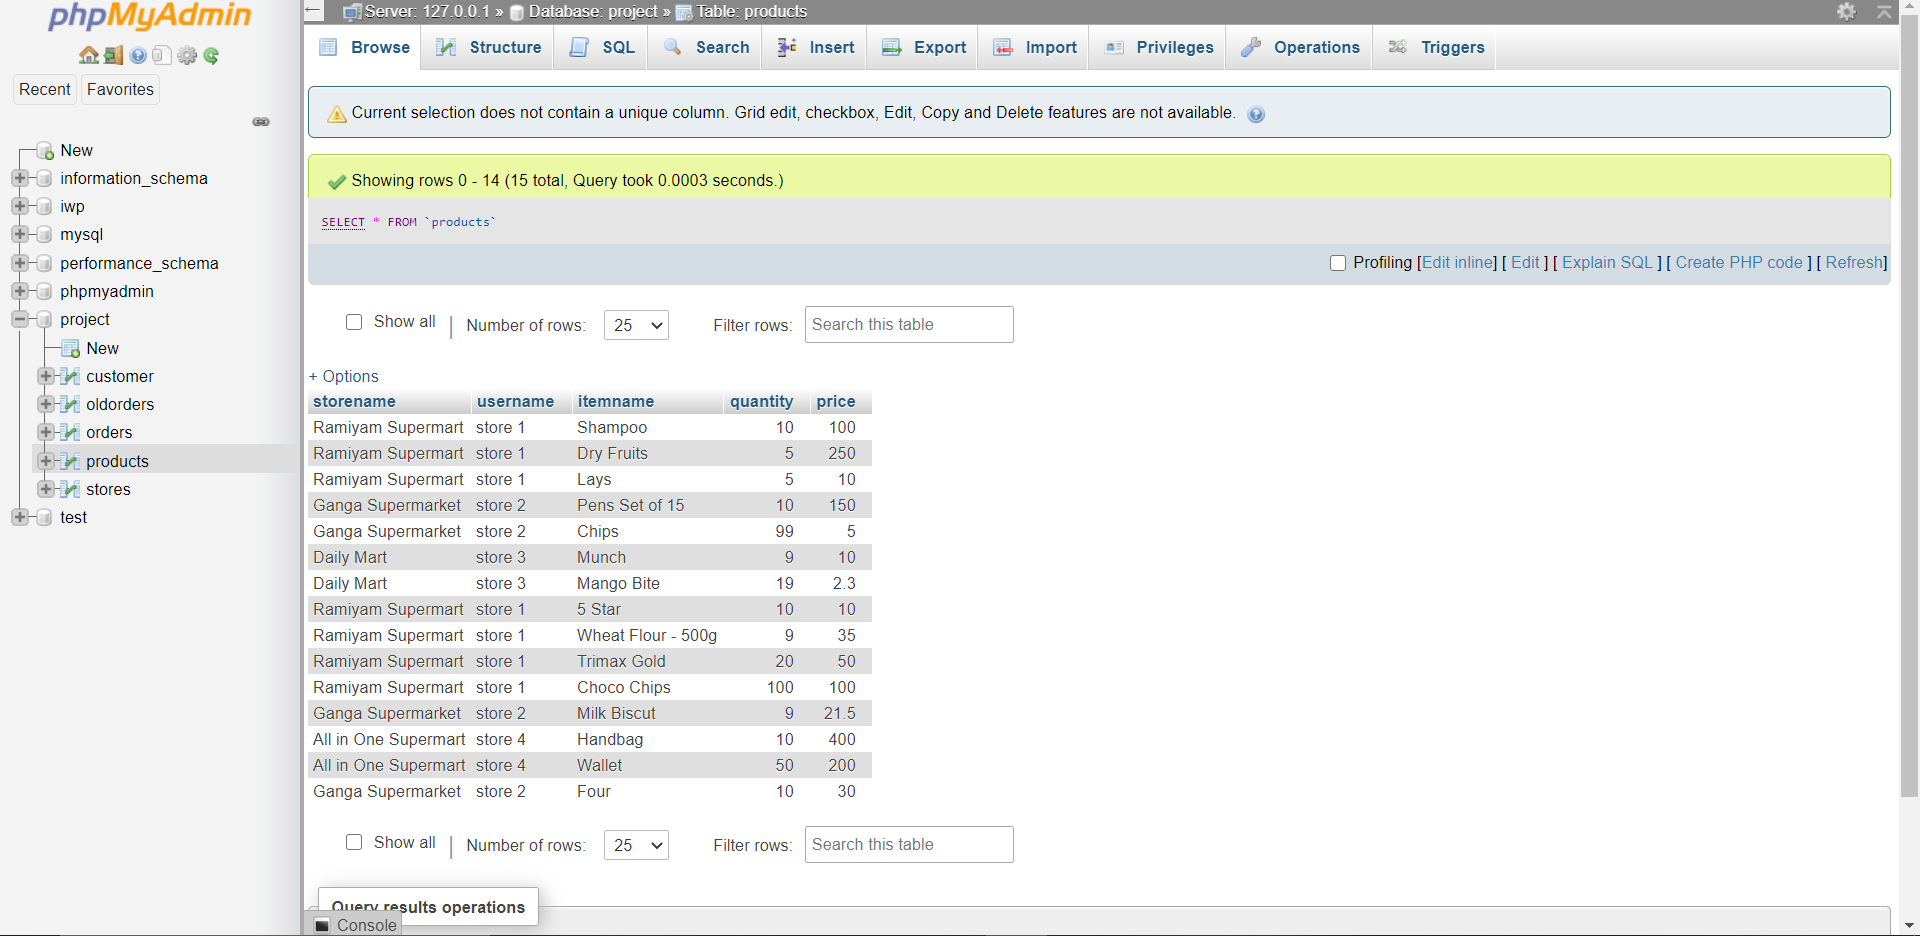 phpMyAdmin
Recent Favorites
New
information_schema
iwp
mysql
performance_schema
phpmyadmin
project
New
customer
oldorders
orders
products
stores
test
Server: 127.0.0.1 » Database: project » Table: products
Browse Structure SQL Search Insert Export Import Privileges Operations Triggers
Current selection does not contain a unique column. Grid edit, checkbox, Edit, Copy and Delete features are not available.
Showing rows 0 - 14 (15 total, Query took 0.0003 seconds.)
SELECT * FROM `products`
Profiling [Edit inline] [ Edit ] [ Explain SQL ] [ Create PHP code ] [ Refresh]
Show all | Number of rows: 25 Filter rows: Search this table
+ Options
storename username itemname quantity price
Ramiyam Supermart store 1 Shampoo 10 100
Ramiyam Supermart store 1 Dry Fruits 5 250
Ramiyam Supermart store 1 Lays 5 10
Ganga Supermarket store 2 Pens Set of 15 10 150
Ganga Supermarket store 2 Chips 99 5
Daily Mart store 3 Munch 9 10
Daily Mart store 3 Mango Bite 19 2.3
Ramiyam Supermart store 1 5 Star 10 10
Ramiyam Supermart store 1 Wheat Flour - 500g 9 35
Ramiyam Supermart store 1 Trimax Gold 20 50
Ramiyam Supermart store 1 Choco Chips 100 100
Ganga Supermarket store 2 Milk Biscut 9 21.5
All in One Supermart store 4 Handbag 10 400
All in One Supermart store 4 Wallet 50 200
Ganga Supermarket store 2 Four 10 30
Show all | Number of rows: 25 Filter rows: Search this table
Query results operations
Console